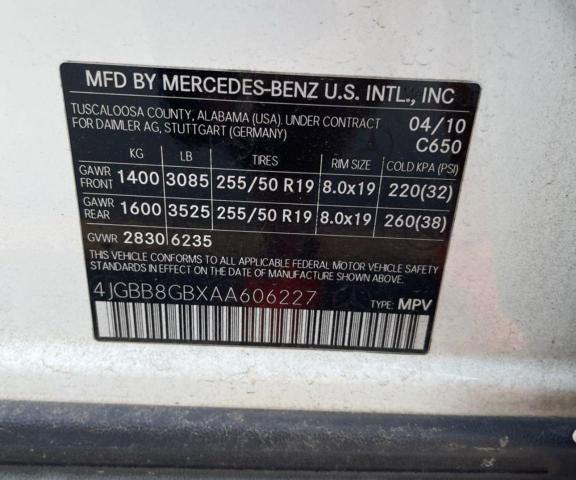 MFD BY MERCEDES-BENZ U.S. INTL., INC
TUSCALOOSA COUNTY, ALABAMA (USA). UNDER CONTRACT 04/10
FOR DAIMLER AG, STUTTGART (GERMANY) C650
KG LB TIRES RIM SIZE COLD KPA (PSI)
GAWR FRONT 1400 3085 255/50 R19 8.0x19 220(32)
GAWR REAR 1600 3525 255/50 R19 8.0x19 260(38)
GVWR 2830 6235
THIS VEHICLE CONFORMS TO ALL APPLICABLE FEDERAL MOTOR VEHICLE SAFETY
STANDARDS IN EFFECT ON THE DATE OF MANUFACTURE SHOWN ABOVE.
4JGBB8GBXAA606227 TYPE: MPV